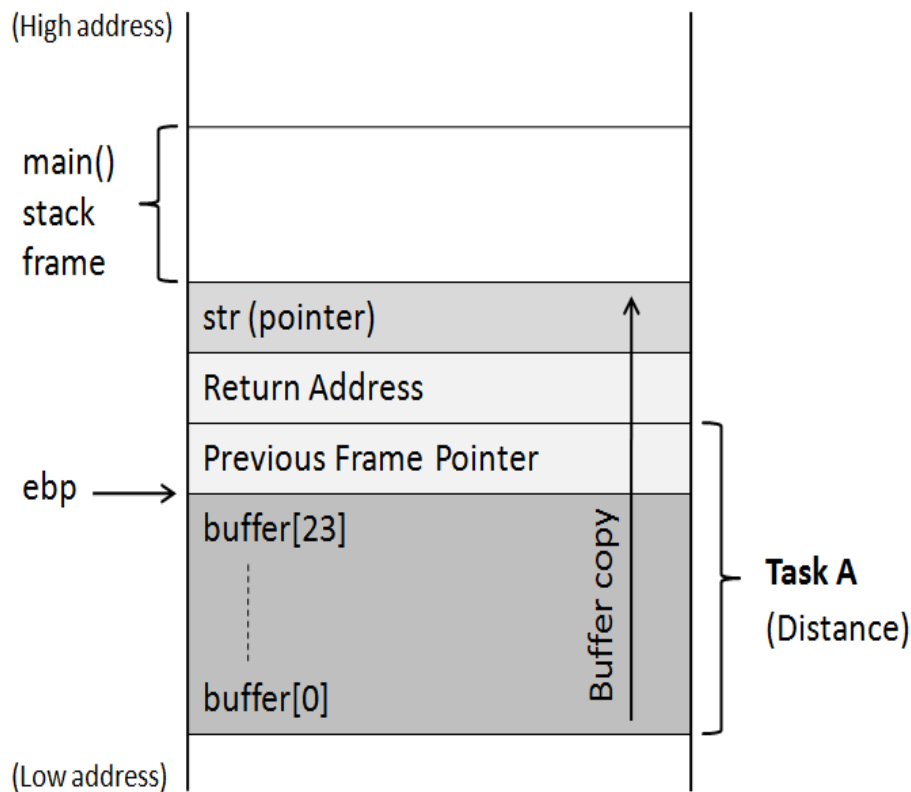 (High address)
main()
stack
frame
str (pointer)
Return Address
Previous Frame Pointer
ebp
buffer[23]
Buffer copy
Task A
(Distance)
buffer[0]
(Low address)